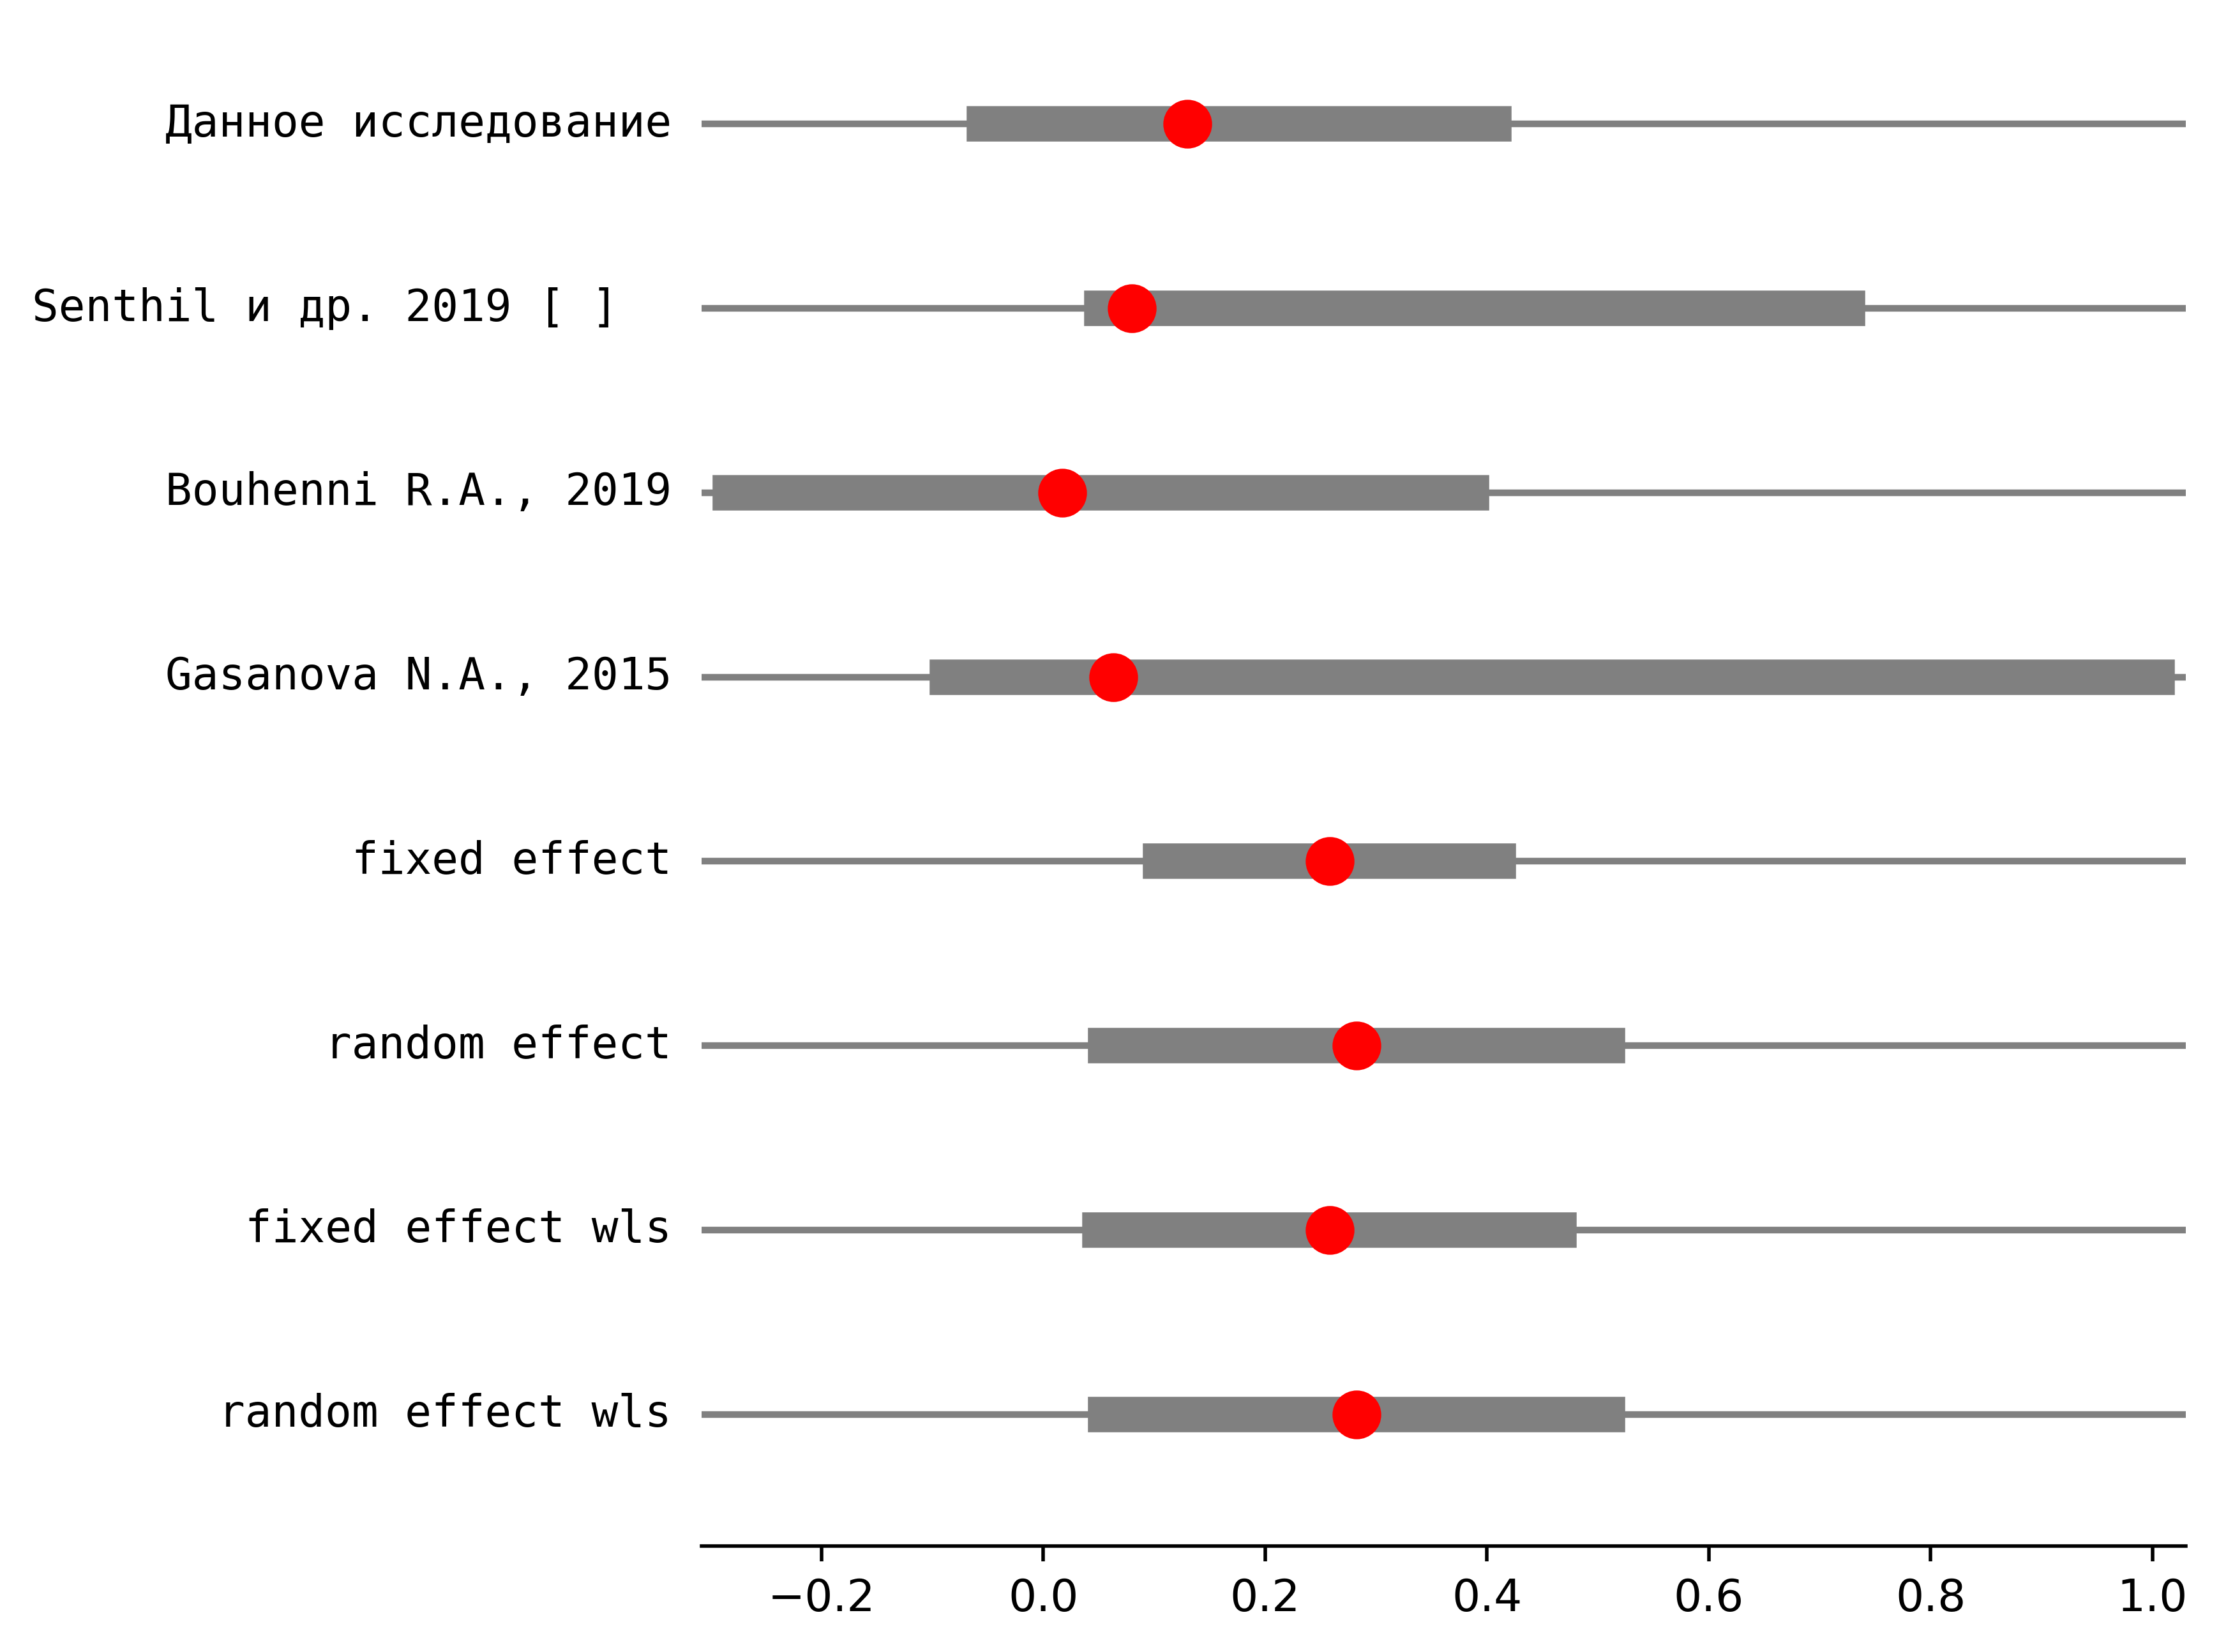 Данное исследование
Senthil и др. 2019 [ ]
Bouhenni R.A., 2019
Gasanova N.A., 2015
fixed effect
random effect
fixed effect wls
random effect wls
−0.2 0.0 0.2 0.4 0.6 0.8 1.0